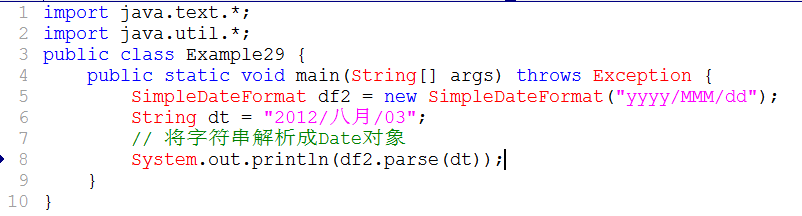 1 import java.text.*;
2 import java.util.*;
3 public class Example29 {
4     public static void main(String[] args) throws Exception {
5         SimpleDateFormat df2 = new SimpleDateFormat("yyyy/MMM/dd");
6         String dt = "2012/八月/03";
7         // 将字符串解析成Date对象
8         System.out.println(df2.parse(dt));
9     }
10 }